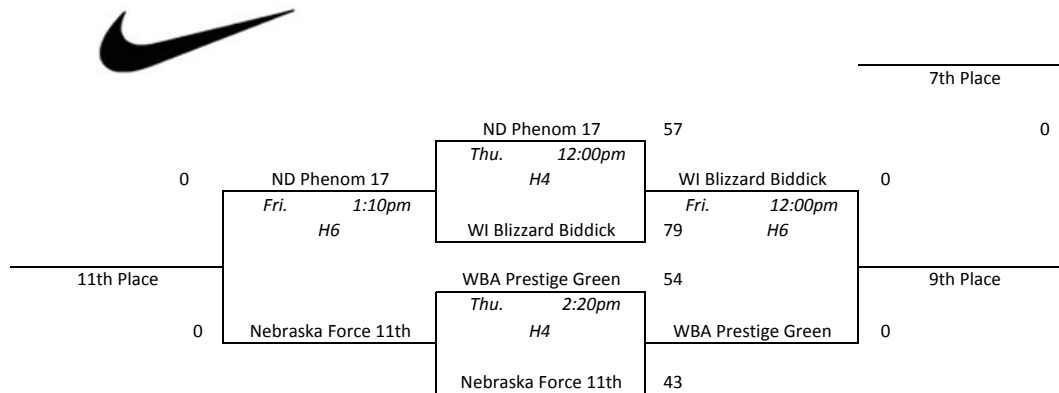 7th Place
ND Phenom 17 57 0
Thu. 12:00pm
0 ND Phenom 17 H4 WI Blizzard Biddick 0
Fri. 1:10pm Fri. 12:00pm
H6 WI Blizzard Biddick 79 H6
11th Place WBA Prestige Green 54 9th Place
Thu. 2:20pm
0 Nebraska Force 11th H4 WBA Prestige Green 0
Nebraska Force 11th 43